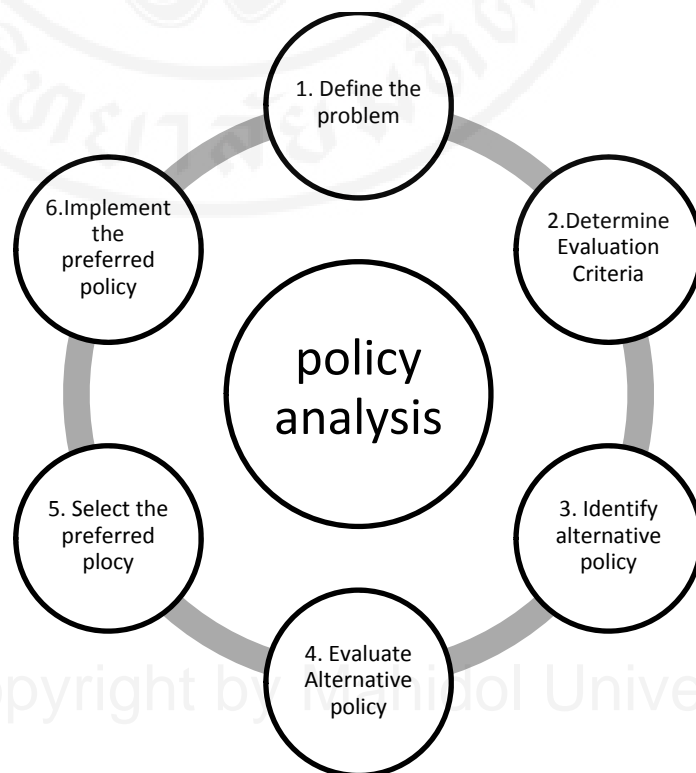 1. Define the
problem
2.Determine
Evaluation
Criteria
3. Identify
alternative
policy
4. Evaluate
Alternative
policy
5. Select the
preferred
plocy
6.Implement
the
preferred
policy
policy
analysis
opyright by Mahidol Unive